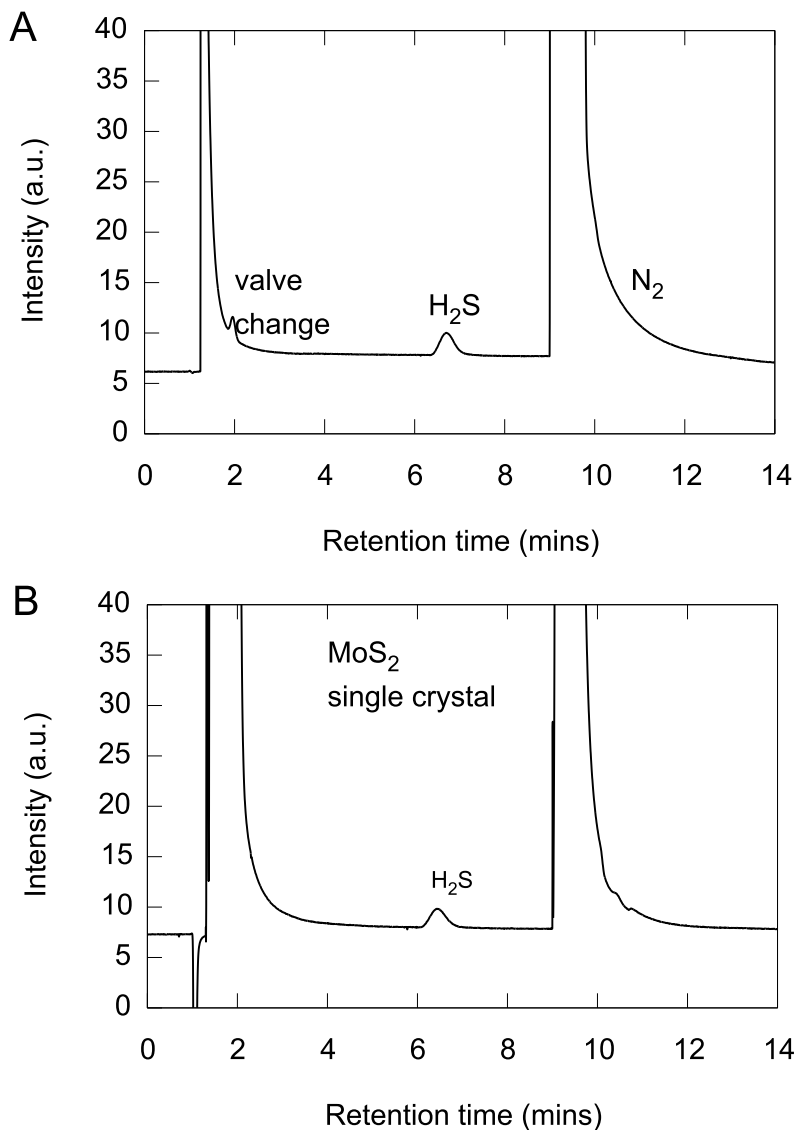 A
40
35
30
25
20
15
10
5
0
Intensity (a.u.)
valve
change
H₂S
N₂
0 2 4 6 8 10 12 14
Retention time (mins)
B
40
35
30
25
20
15
10
5
0
Intensity (a.u.)
MoS₂
single crystal
H₂S
0 2 4 6 8 10 12 14
Retention time (mins)